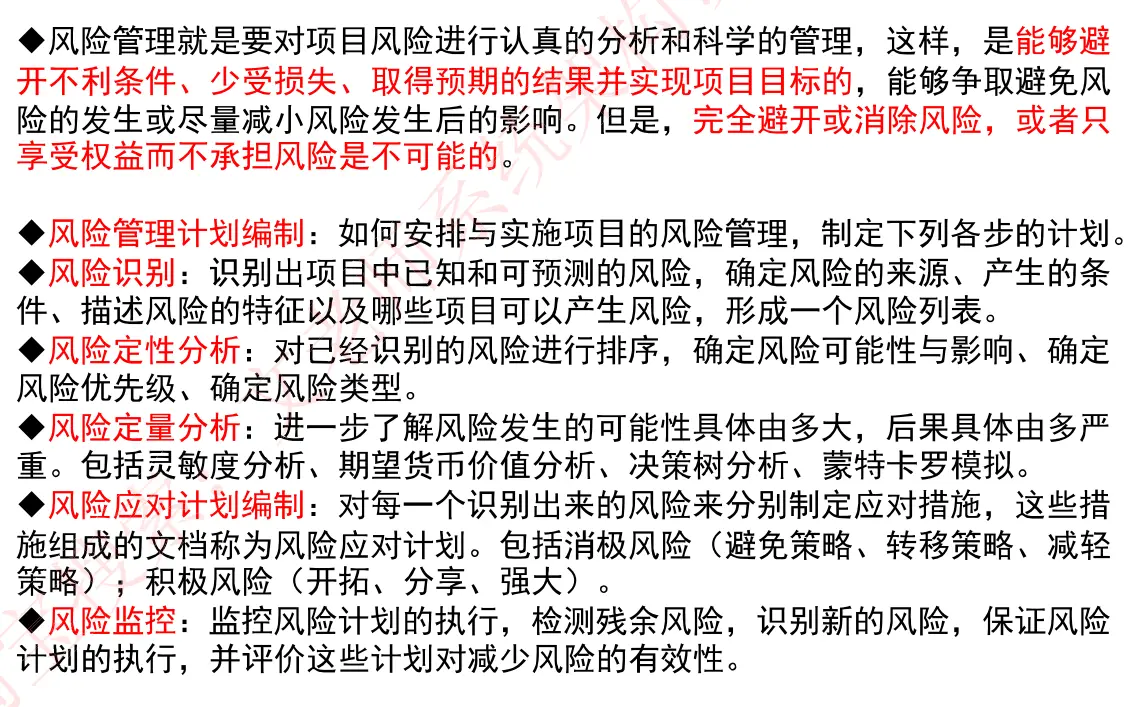 ◆风险管理就是要对项目风险进行认真的分析和科学的管理，这样，是能够避
开不利条件、少受损失、取得预期的结果并实现项目目标的，能够争取避免风
险的发生或尽量减小风险发生后的影响。但是，完全避开或消除风险，或者只
享受权益而不承担风险是不可能的。
◆风险管理计划编制：如何安排与实施项目的风险管理，制定下列各步的计划。
◆风险识别：识别出项目中已知和可预测的风险，确定风险的来源、产生的条
件、描述风险的特征以及哪些项目可以产生风险，形成一个风险列表。
◆风险定性分析：对已经识别的风险进行排序，确定风险可能性与影响、确定
风险优先级、确定风险类型。
◆风险定量分析：进一步了解风险发生的可能性具体由多大，后果具体由多严
重。包括灵敏度分析、期望货币价值分析、决策树分析、蒙特卡罗模拟。
◆风险应对计划编制：对每一个识别出来的风险来分别制定应对措施，这些措
施组成的文档称为风险应对计划。包括消极风险（避免策略、转移策略、减轻
策略）；积极风险（开拓、分享、强大）。
◆风险监控：监控风险计划的执行，检测残余风险，识别新的风险，保证风险
计划的执行，并评价这些计划对减少风险的有效性。